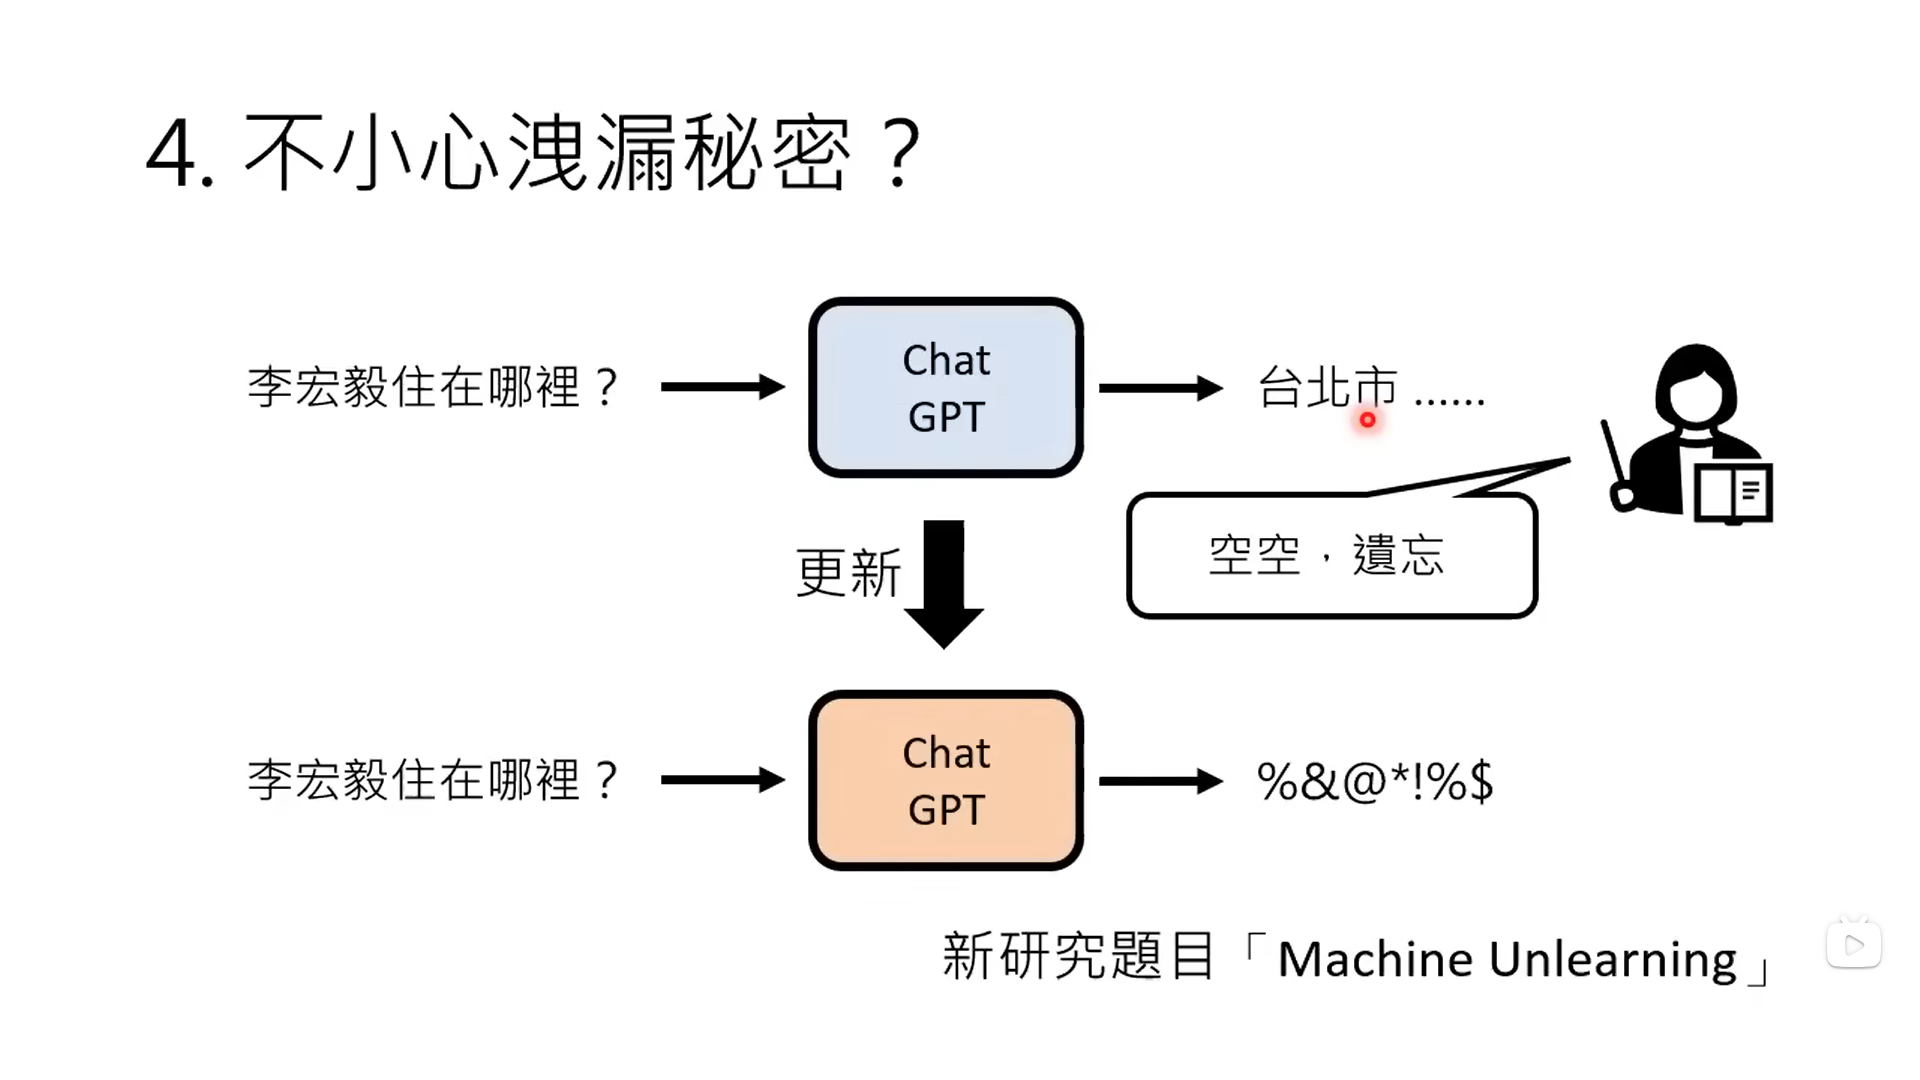 4. 不小心洩漏秘密？
李宏毅住在哪裡？
Chat
GPT
台北市 ......
更新
空空，遺忘
李宏毅住在哪裡？
Chat
GPT
%&@*!%$
新研究題目「Machine Unlearning」